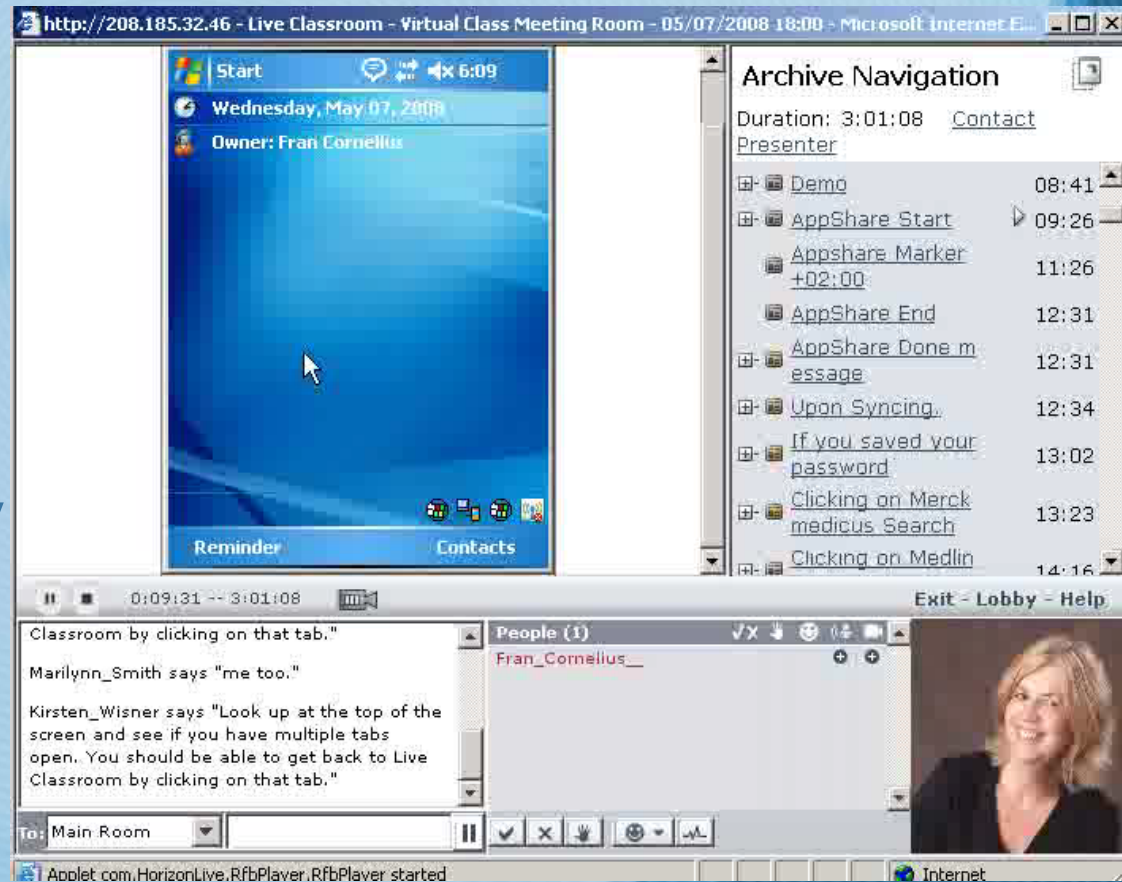 http://208.185.32.46 - Live Classroom - Virtual Class Meeting Room - 05/07/2008 18:00 - Microsoft Internet E...
Start 6:09
Wednesday, May 07, 2008
Owner: Fran Cornelius
Reminder Contacts
Archive Navigation
Duration: 3:01:08 Contact
Presenter
Demo 08:41
AppShare Start 09:26
Appshare Marker
+02:00 11:26
AppShare End 12:31
AppShare Done m
essage 12:31
Upon Syncing.. 12:34
If you saved your
password 13:02
Clicking on Merck
medicus Search 13:23
Clicking on Medlin 14:16
0:09:31 -- 3:01:08
Exit - Lobby - Help
Classroom by clicking on that tab."
Marilynn_Smith says "me too."
Kirsten_Wisner says "Look up at the top of the
screen and see if you have multiple tabs
open. You should be able to get back to Live
Classroom by clicking on that tab."
People (1)
Fran_Cornelius__
To: Main Room
Applet com.HorizonLive.RfbPlayer.RfbPlayer started
Internet